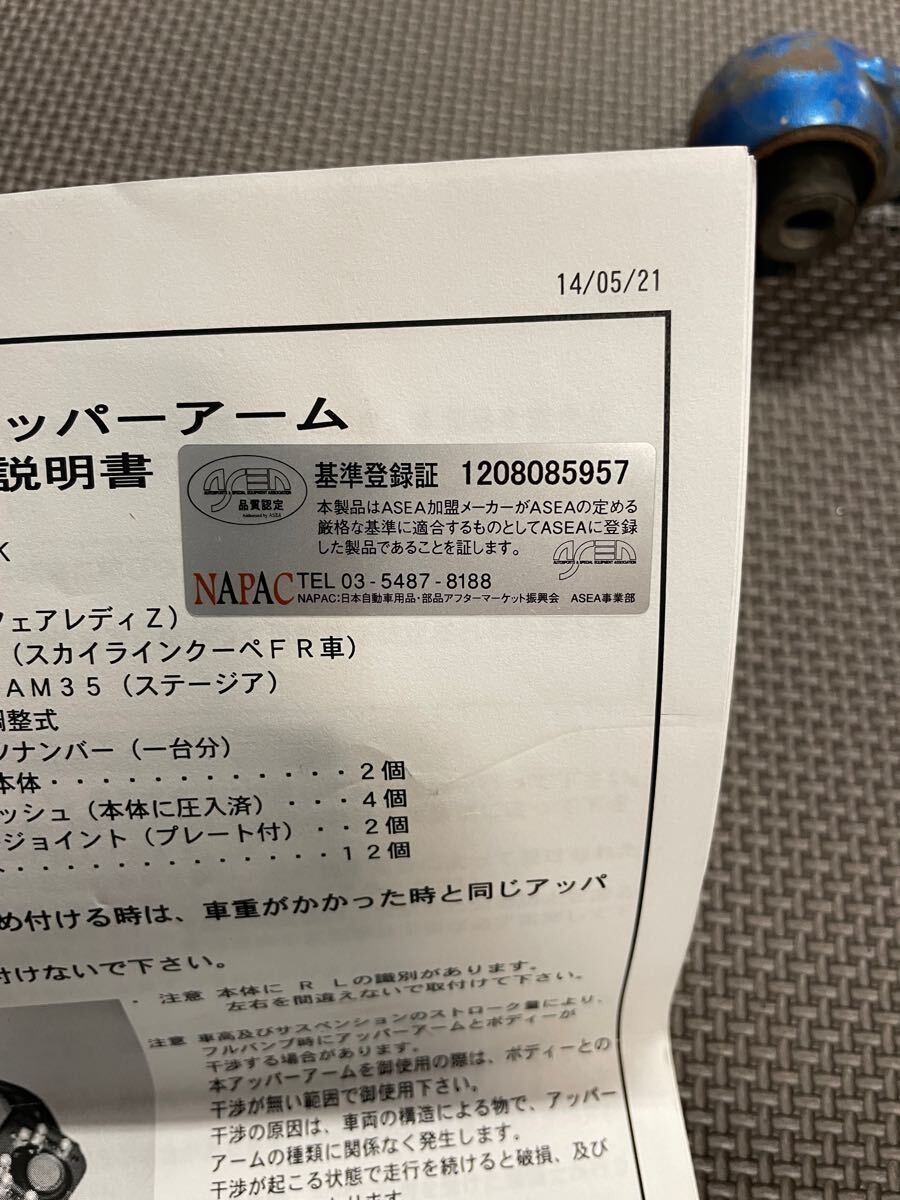 14/05/21
ッパーアーム
説明書
ASEA
AUTOSPORTS & SPECIAL EQUIPMENT ASSOCIATION
品質認定
Authorized by ASEA
基準登録証 1208085957
本製品はASEA加盟メーカーがASEAの定める
厳格な基準に適合するものとしてASEAに登録
した製品であることを証します。
ASEA
AUTOSPORTS & SPECIAL EQUIPMENT ASSOCIATION
NAPAC TEL 03-5487-8188
NAPAC:日本自動車用品・部品アフターマーケット振興会 ASEA事業部
K
フェアレディZ)
(スカイラインクーペFR車)
AM35(ステージア)
調整式
ツナンバー(一台分)
本体・・・・・・・・・・・・2個
ッシュ(本体に圧入済)・・・4個
ジョイント(プレート付)・・2個
・・・・・・・・・・・・・12個
め付ける時は、車重がかかった時と同じアッパ
付けないで下さい。
・注意 本体に R Lの識別があります。
左右を間違えないで取付けて下さい。
注意 車高及びサスペンションのストローク量により、
フルバンプ時にアッパーアームとボディーが
干渉する場合があります。
本アッパーアームを御使用の際は、ボディーとの
干渉が無い範囲で御使用下さい。
干渉の原因は、車両の構造による物で、アッパー
アームの種類に関係なく発生します。
干渉が起こる状態で走行を続けると破損、及び